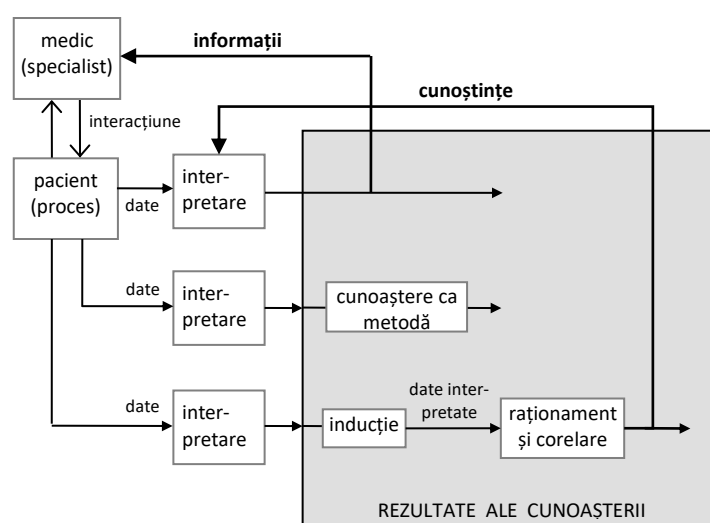 medic
(specialist)
informații
cunoștințe
interacțiune
pacient
(proces)
date
inter-
pretare
date
inter-
pretare
cunoaștere ca
metodă
date
inter-
pretare
inducție
date inter-
pretate
raționament
și corelare
REZULTATE ALE CUNOAȘTERII